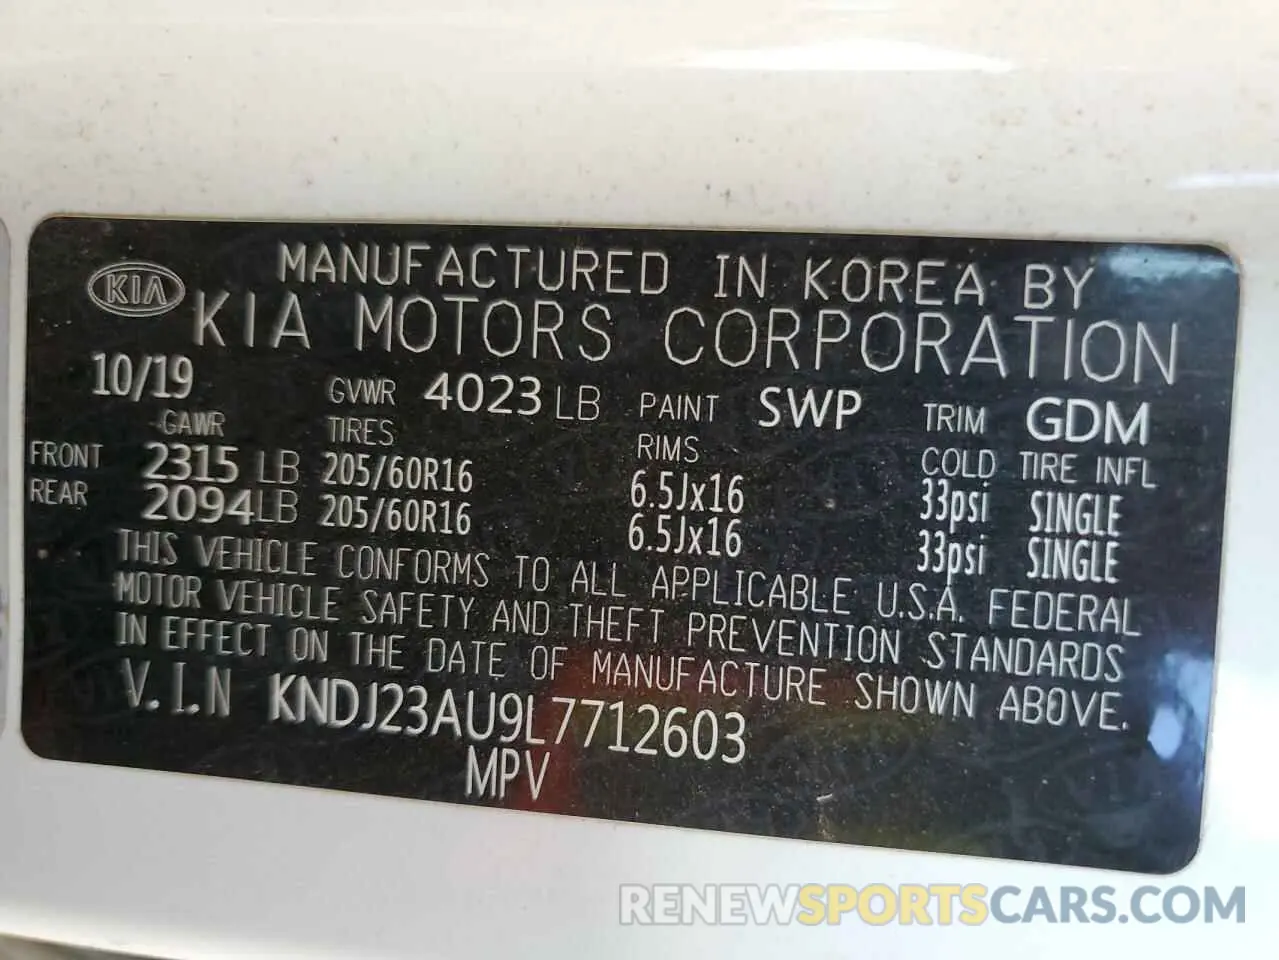 MANUFACTURED IN KOREA BY
KIA KIA MOTORS CORPORATION
10/19 GVWR 4023 LB PAINT SWP TRIM GDM
GAWR TIRES RIMS COLD TIRE INFL
FRONT 2315 LB 205/60R16 6.5Jx16 33psi SINGLE
REAR 2094 LB 205/60R16 6.5Jx16 33psi SINGLE
THIS VEHICLE CONFORMS TO ALL APPLICABLE U.S.A. FEDERAL
MOTOR VEHICLE SAFETY AND THEFT PREVENTION STANDARDS
IN EFFECT ON THE DATE OF MANUFACTURE SHOWN ABOVE.
V.I.N KNDJ23AU9L7712603
MPV
RENEWSPORTSCARS.COM